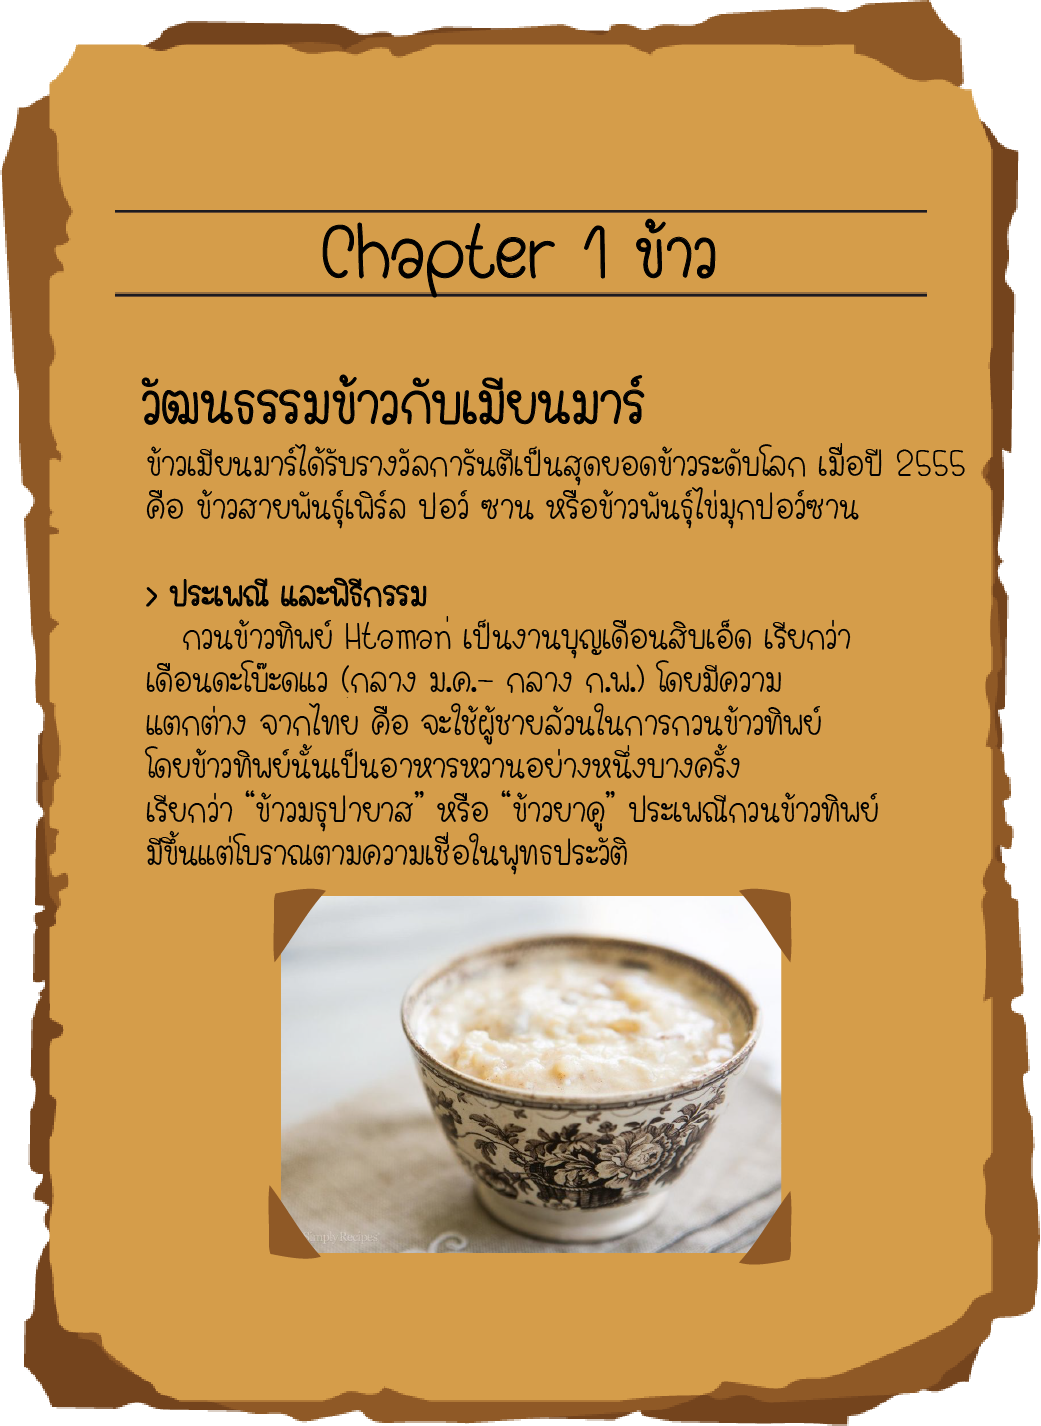 Chapter 1 ข้าว
วัฒนธรรมข้าวกับเมียนมาร์
ข้าวเมียนมาร์ได้รับรางวัลการันตีเป็นสุดยอดข้าวระดับโลก เมื่อปี 2555
คือ ข้าวสายพันธุ์เพิร์ล ปอว์ ซาน หรือข้าวพันธุ์ไข่มุกปอว์ซาน
> ประเพณี และพิธีกรรม
กวนข้าวทิพย์ Htamań เป็นงานบุญเดือนสิบเอ็ด เรียกว่า
เดือนดะโบ๊ะดแว (กลาง ม.ค.- กลาง ก.พ.) โดยมีความ
แตกต่าง จากไทย คือ จะใช้ผู้ชายล้วนในการกวนข้าวทิพย์
โดยข้าวทิพย์นั้นเป็นอาหารหวานอย่างหนึ่งบางครั้ง
เรียกว่า “ข้าวมธุปายาส” หรือ “ข้าวยาคู” ประเพณีกวนข้าวทิพย์
มีขึ้นแต่โบราณตามความเชื่อในพุทธประวัติ
Simply Recipes